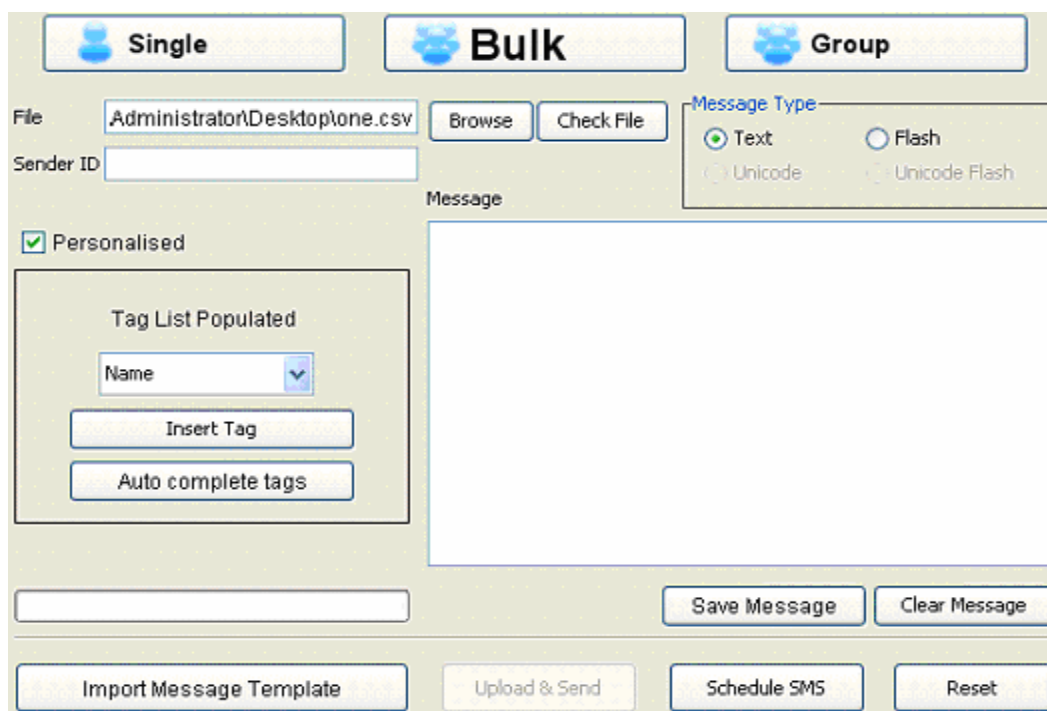 Single Bulk Group
File Administrator\Desktop\one.csv Browse Check File Message Type
Text Flash
Sender ID Unicode Unicode Flash
Message
Personalised
Tag List Populated
Name
Insert Tag
Auto complete tags
Save Message Clear Message
Import Message Template Upload & Send Schedule SMS Reset